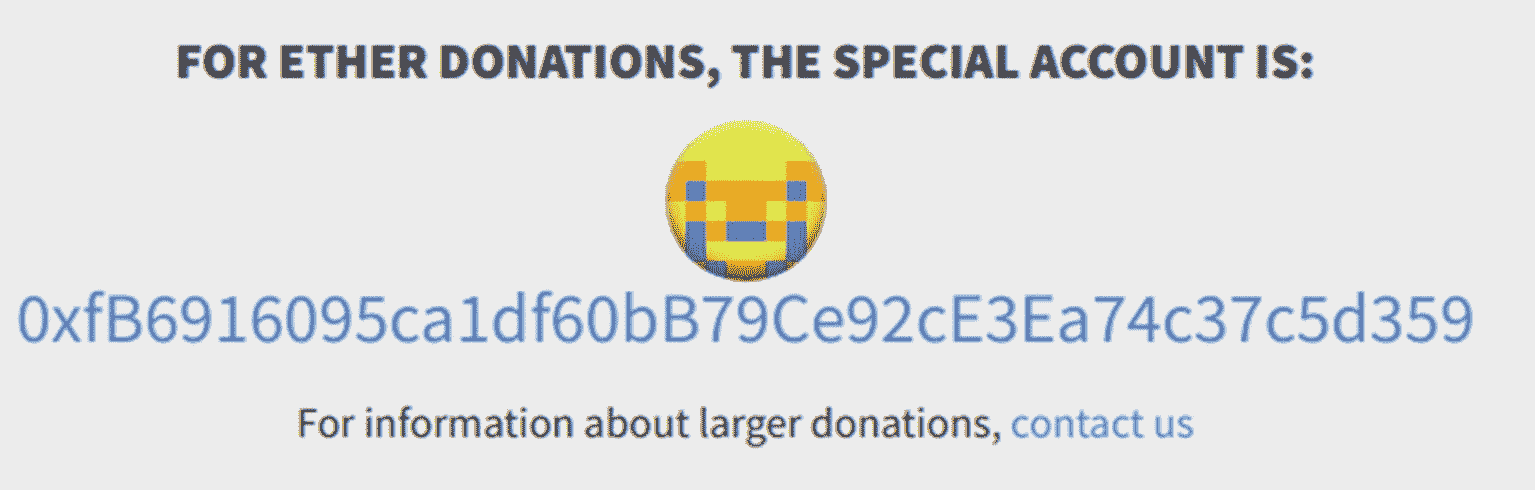 FOR ETHER DONATIONS, THE SPECIAL ACCOUNT IS:
0xfB6916095ca1df60bB79Ce92cE3Ea74c37c5d359
For information about larger donations, contact us